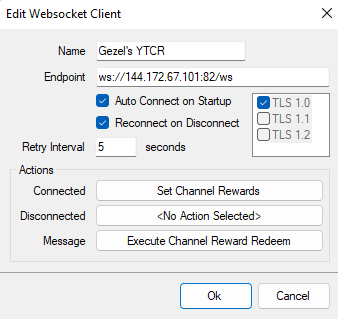 Edit Websocket Client
Name Gezel's YTCR
Endpoint ws://144.172.67.101:82/ws
Auto Connect on Startup
Reconnect on Disconnect
TLS 1.0
TLS 1.1
TLS 1.2
Retry Interval 5 seconds
Actions
Connected Set Channel Rewards
Disconnected <No Action Selected>
Message Execute Channel Reward Redeem
Ok Cancel